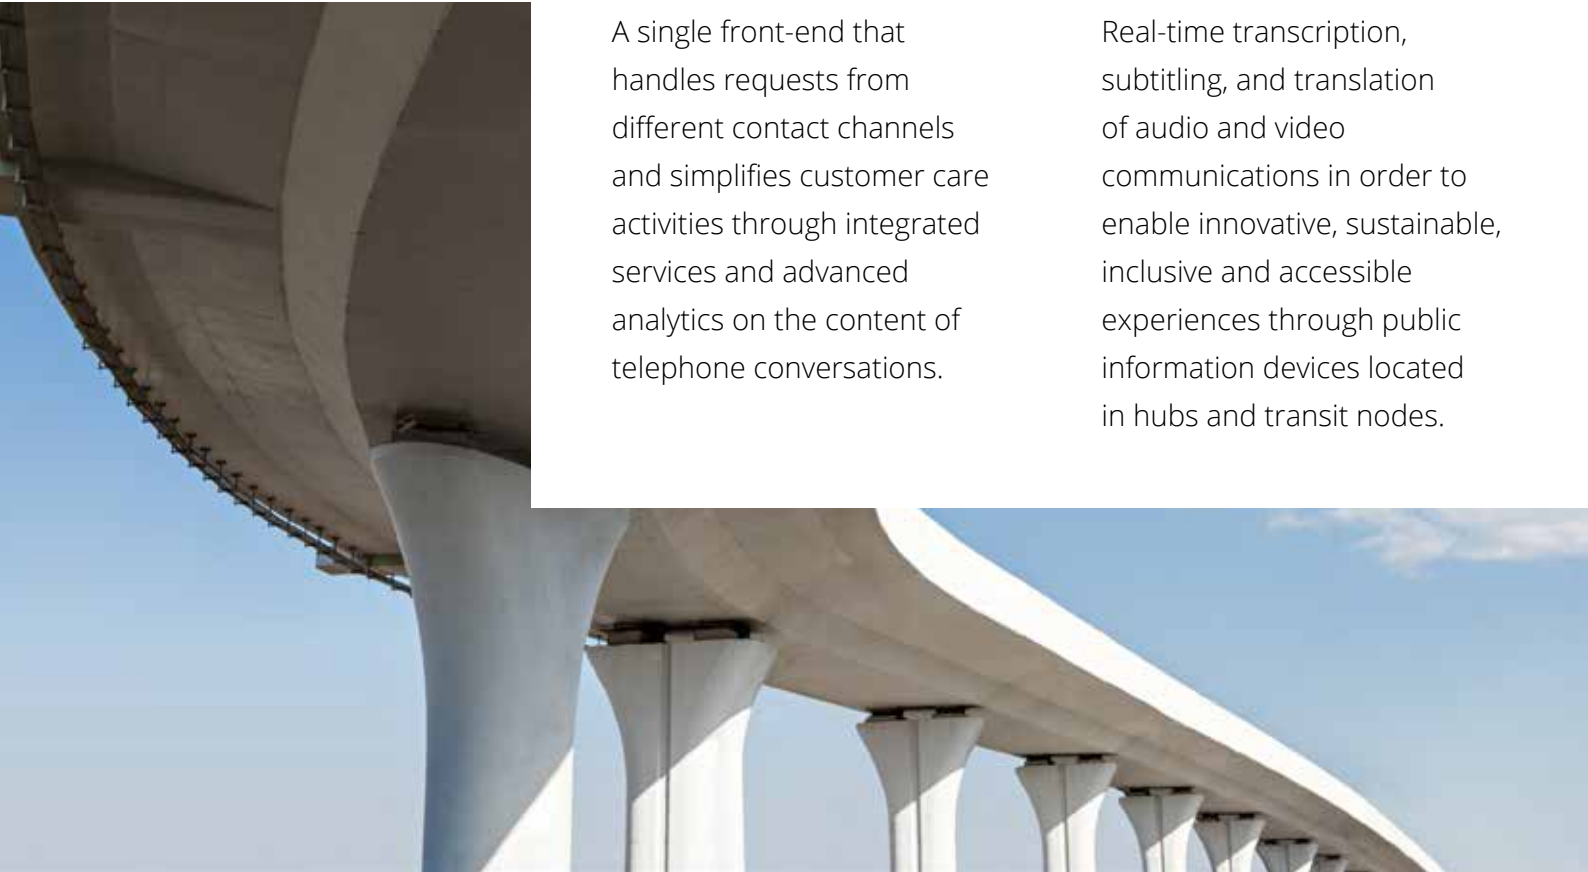 A single front-end that
handles requests from
different contact channels
and simplifies customer care
activities through integrated
services and advanced
analytics on the content of
telephone conversations.
Real-time transcription,
subtitling, and translation
of audio and video
communications in order to
enable innovative, sustainable,
inclusive and accessible
experiences through public
information devices located
in hubs and transit nodes.